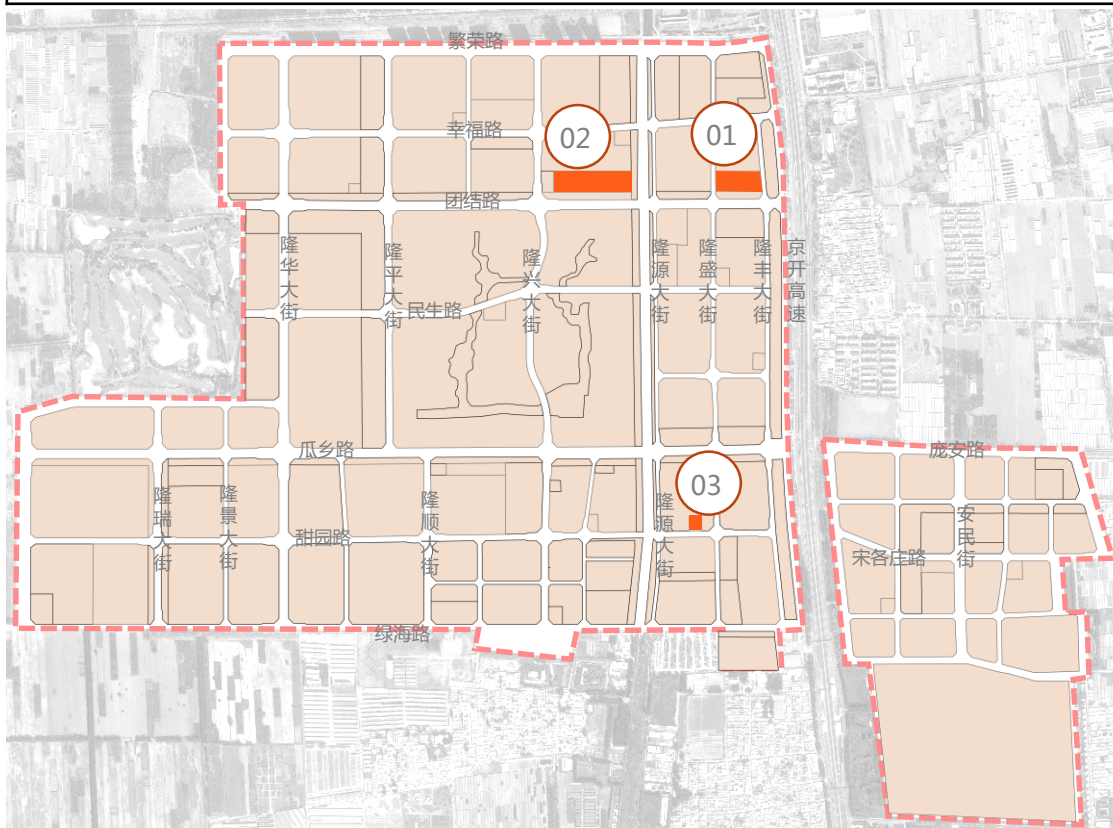 繁荣路
幸福路
02
01
团结路
隆华大街
隆平大街
隆兴大街
隆源大街
隆盛大街
隆丰大街
京开高速
民生路
瓜乡路
庞安路
03
隆瑞大街
隆景大街
隆顺大街
隆源大街
安民街
甜园路
宋各庄路
绿海路